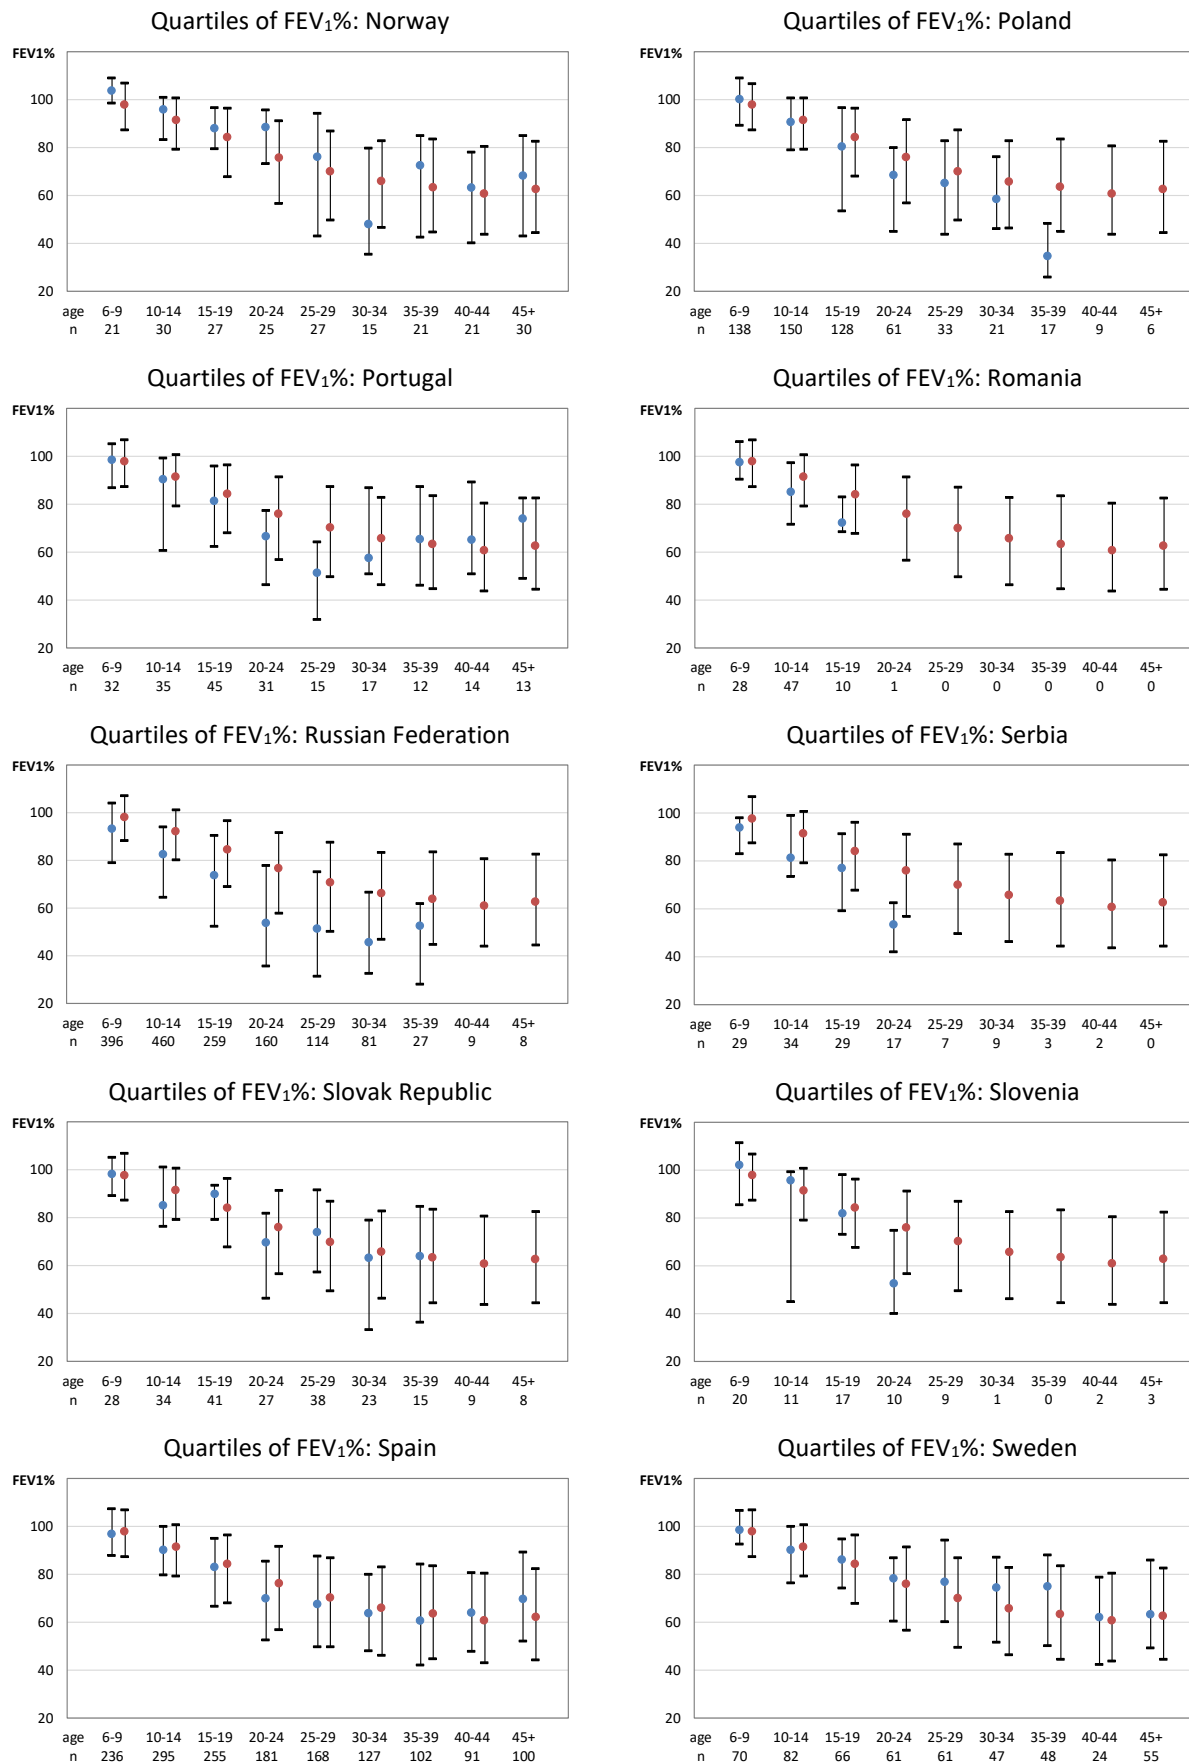 Quartiles of FEV₁%: Norway
FEV1%
100
80
60
40
20
age 6-9 10-14 15-19 20-24 25-29 30-34 35-39 40-44 45+
n 21 30 27 25 27 15 21 21 30
Quartiles of FEV₁%: Poland
FEV1%
100
80
60
40
20
age 6-9 10-14 15-19 20-24 25-29 30-34 35-39 40-44 45+
n 138 150 128 61 33 21 17 9 6
Quartiles of FEV₁%: Portugal
FEV1%
100
80
60
40
20
age 6-9 10-14 15-19 20-24 25-29 30-34 35-39 40-44 45+
n 32 35 45 31 15 17 12 14 13
Quartiles of FEV₁%: Romania
FEV1%
100
80
60
40
20
age 6-9 10-14 15-19 20-24 25-29 30-34 35-39 40-44 45+
n 28 47 10 1 0 0 0 0 0
Quartiles of FEV₁%: Russian Federation
FEV1%
100
80
60
40
20
age 6-9 10-14 15-19 20-24 25-29 30-34 35-39 40-44 45+
n 396 460 259 160 114 81 27 9 8
Quartiles of FEV₁%: Serbia
FEV1%
100
80
60
40
20
age 6-9 10-14 15-19 20-24 25-29 30-34 35-39 40-44 45+
n 29 34 29 17 7 9 3 2 0
Quartiles of FEV₁%: Slovak Republic
FEV1%
100
80
60
40
20
age 6-9 10-14 15-19 20-24 25-29 30-34 35-39 40-44 45+
n 28 34 41 27 38 23 15 9 8
Quartiles of FEV₁%: Slovenia
FEV1%
100
80
60
40
20
age 6-9 10-14 15-19 20-24 25-29 30-34 35-39 40-44 45+
n 20 11 17 10 9 1 0 2 3
Quartiles of FEV₁%: Spain
FEV1%
100
80
60
40
20
age 6-9 10-14 15-19 20-24 25-29 30-34 35-39 40-44 45+
n 236 295 255 181 168 127 102 91 100
Quartiles of FEV₁%: Sweden
FEV1%
100
80
60
40
20
age 6-9 10-14 15-19 20-24 25-29 30-34 35-39 40-44 45+
n 70 82 66 61 61 47 48 24 55